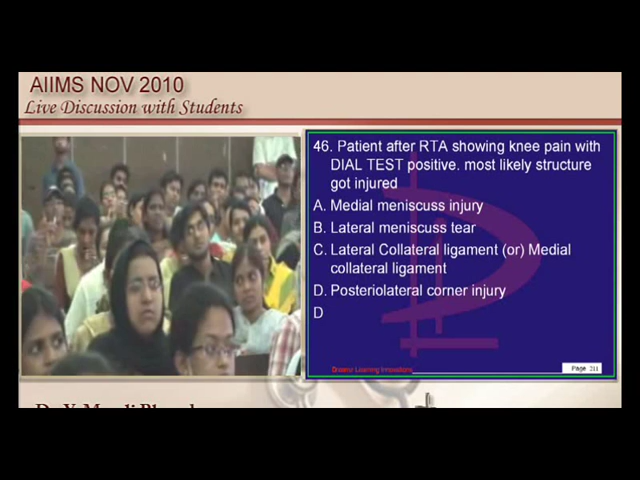 AIIMS NOV 2010
Live Discussion with Students
46. Patient after RTA showing knee pain with
DIAL TEST positive. most likely structure
got injured
A. Medial meniscuss injury
B. Lateral meniscuss tear
C. Lateral Collateral ligament (or) Medial
collateral ligament
D. Posteriolateral corner injury
D
Learning Innovations
Page 211